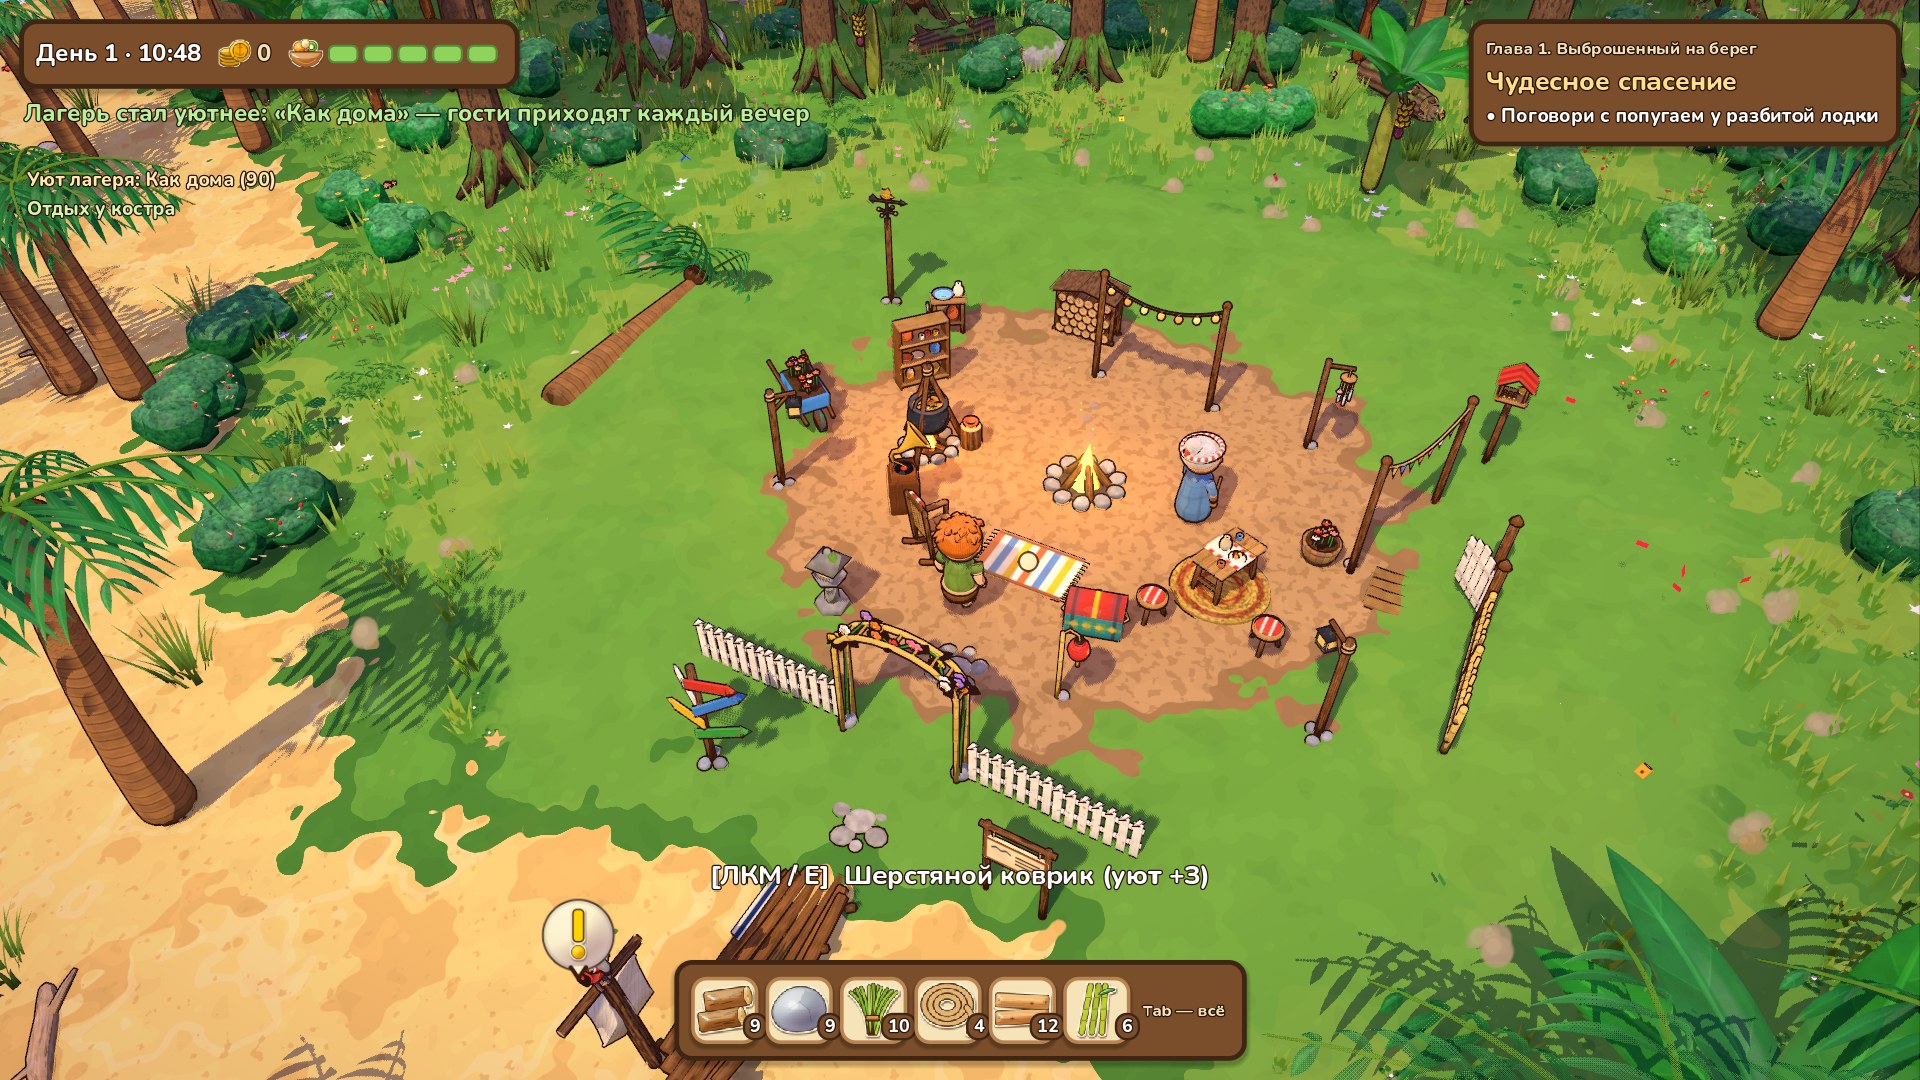 День 1 · 10:48
0
Лагерь стал уютнее: «Как дома» — гости приходят каждый вечер
Уют лагеря: Как дома (90)
Отдых у костра
Глава 1. Выброшенный на берег
Чудесное спасение
• Поговори с попугаем у разбитой лодки
[ЛКМ / E] Шерстяной коврик (уют +3)
9
9
10
4
12
6
Tab — всё